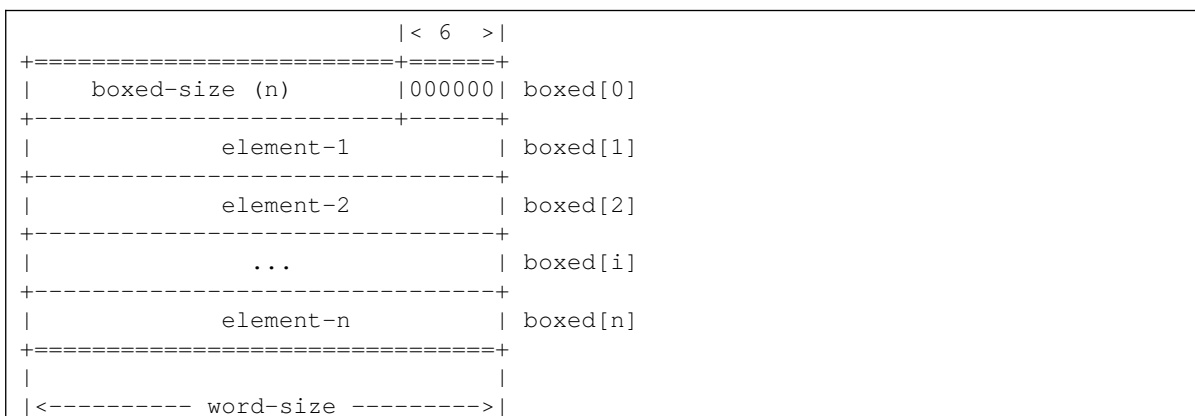 |< 6  >|
+=========================+======+
|    boxed-size (n)       |000000| boxed[0]
+-------------------------+------+
|             element-1          | boxed[1]
+--------------------------------+
|             element-2          | boxed[2]
+--------------------------------+
|               ...              | boxed[i]
+--------------------------------+
|             element-n          | boxed[n]
+================================+
|                                |
|<---------- word-size --------->|